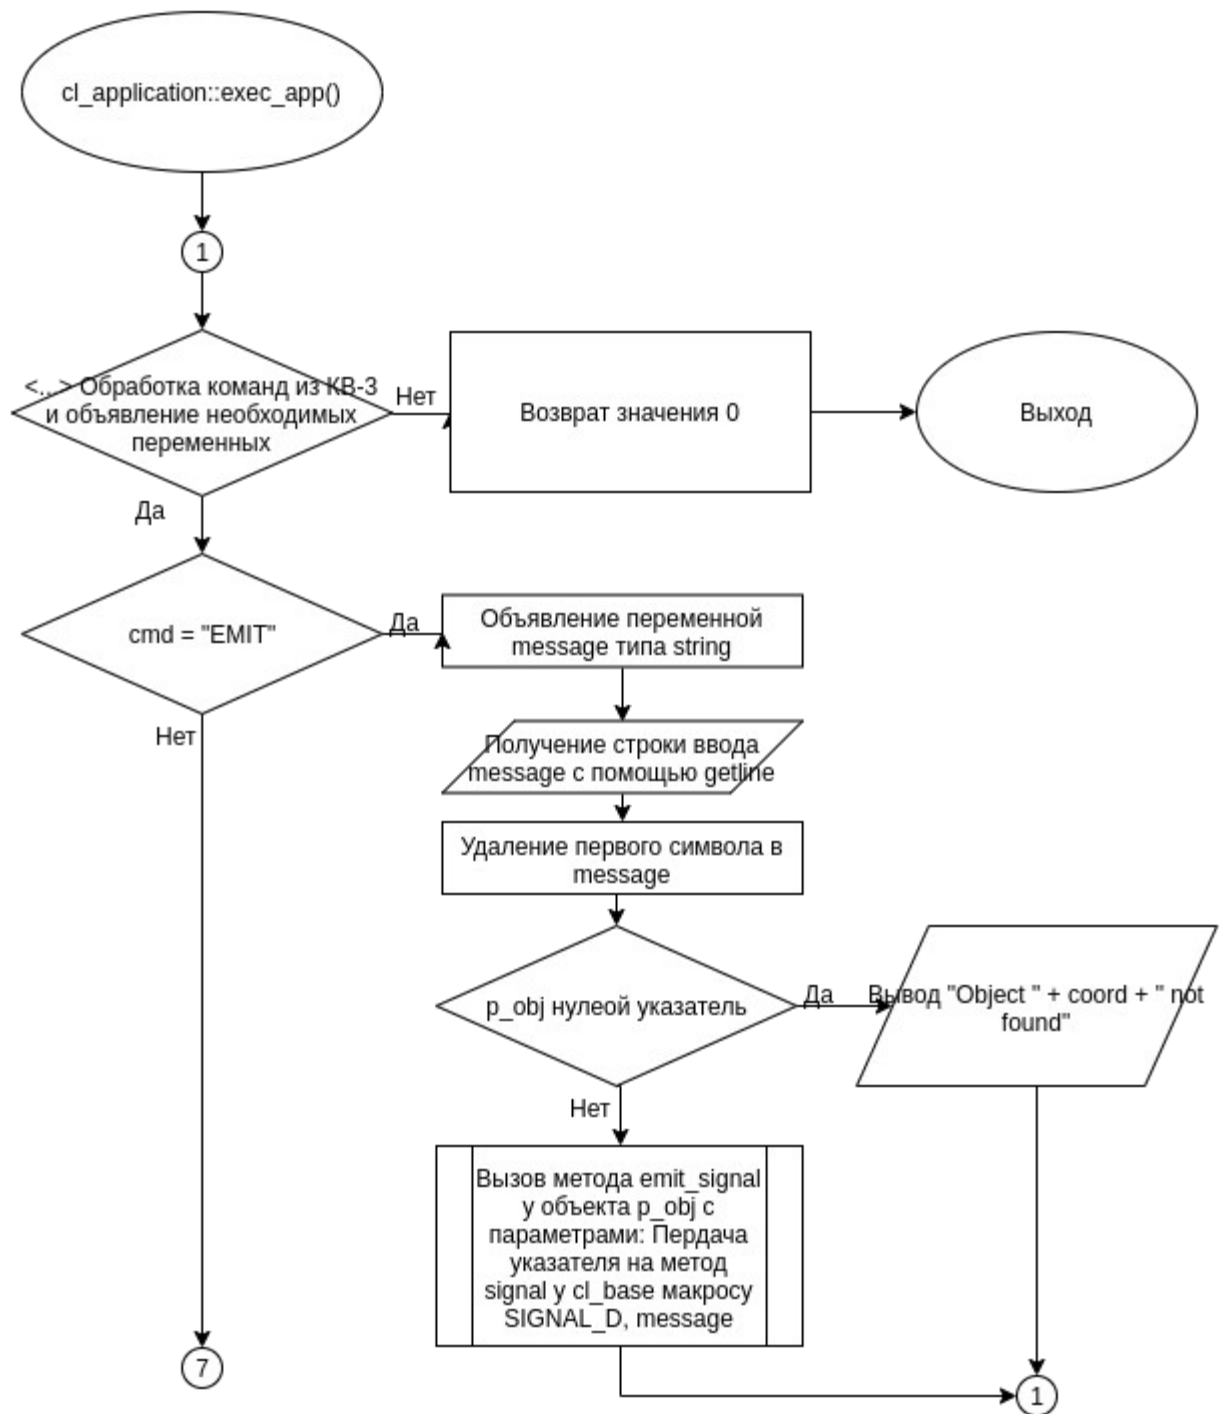 cl_application::exec_app()
1
<...> Обработка команд из КВ-3
и объявление необходимых
переменных
Нет
Возврат значения 0
Выход
Да
cmd = "EMIT"
Да
Объявление переменной
message типа string
Нет
Получение строки ввода
message с помощью getline
Удаление первого символа в
message
p_obj нулеой указатель
Да
Вывод "Object " + coord + " not
found"
Нет
Вызов метода emit_signal
у объекта p_obj с
параметрами: Пердача
указателя на метод
signal у cl_base макросу
SIGNAL_D, message
7
1